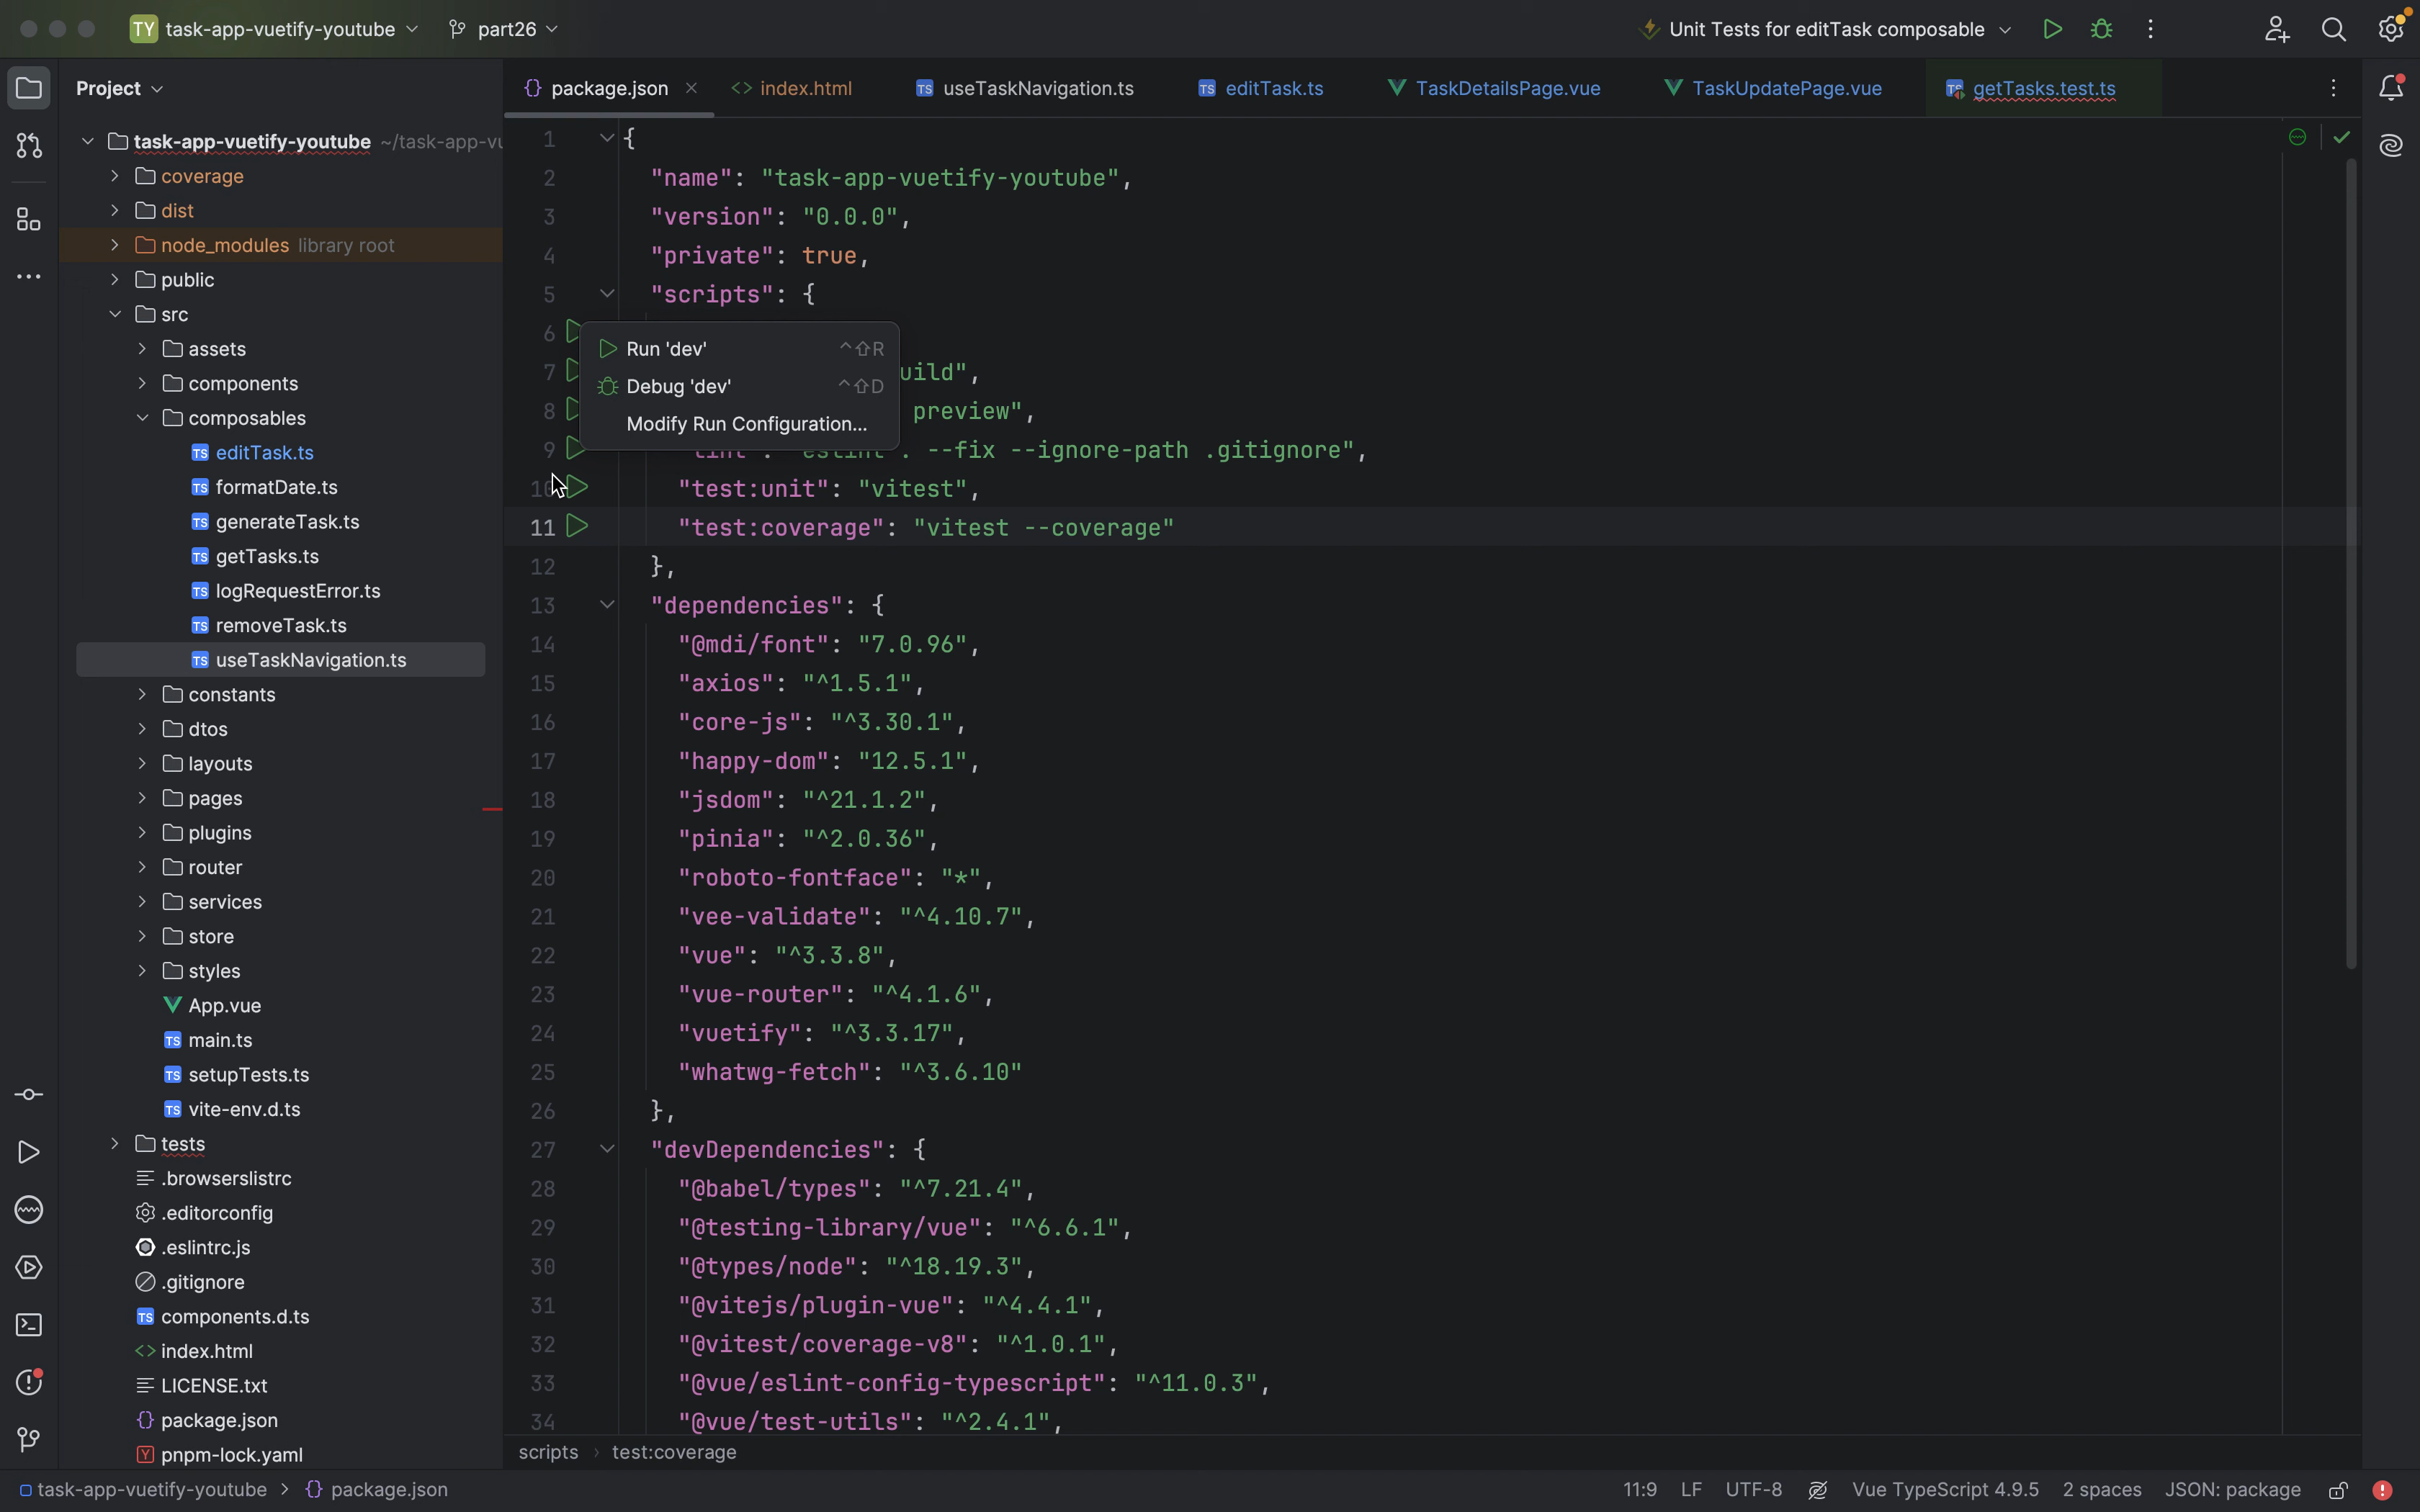 TY task-app-vuetify-youtube part26 Unit Tests for editTask composable
Project
package.json index.html useTaskNavigation.ts editTask.ts TaskDetailsPage.vue TaskUpdatePage.vue getTasks.test.ts
task-app-vuetify-youtube ~/task-app-vu
coverage
dist
node_modules library root
public
src
assets
components
composables
editTask.ts
formatDate.ts
generateTask.ts
getTasks.ts
logRequestError.ts
removeTask.ts
useTaskNavigation.ts
constants
dtos
layouts
pages
plugins
router
services
store
styles
App.vue
main.ts
setupTests.ts
vite-env.d.ts
tests
.browserslistrc
.editorconfig
.eslintrc.js
.gitignore
components.d.ts
index.html
LICENSE.txt
package.json
pnpm-lock.yaml
1 {
2 "name": "task-app-vuetify-youtube",
3 "version": "0.0.0",
4 "private": true,
5 "scripts": {
6
7 uild",
8 preview",
9 "lint": "eslint . --fix --ignore-path .gitignore",
10 "test:unit": "vitest",
11 "test:coverage": "vitest --coverage"
12 },
13 "dependencies": {
14 "@mdi/font": "7.0.96",
15 "axios": "^1.5.1",
16 "core-js": "^3.30.1",
17 "happy-dom": "12.5.1",
18 "jsdom": "^21.1.2",
19 "pinia": "^2.0.36",
20 "roboto-fontface": "*",
21 "vee-validate": "^4.10.7",
22 "vue": "^3.3.8",
23 "vue-router": "^4.1.6",
24 "vuetify": "^3.3.17",
25 "whatwg-fetch": "^3.6.10"
26 },
27 "devDependencies": {
28 "@babel/types": "^7.21.4",
29 "@testing-library/vue": "^6.6.1",
30 "@types/node": "^18.19.3",
31 "@vitejs/plugin-vue": "^4.4.1",
32 "@vitest/coverage-v8": "^1.0.1",
33 "@vue/eslint-config-typescript": "^11.0.3",
34 "@vue/test-utils": "^2.4.1",
Run 'dev' ⌃⇧R
Debug 'dev' ⌃⇧D
Modify Run Configuration...
scripts › test:coverage
task-app-vuetify-youtube > package.json 11:9 LF UTF-8 Vue TypeScript 4.9.5 2 spaces JSON: package